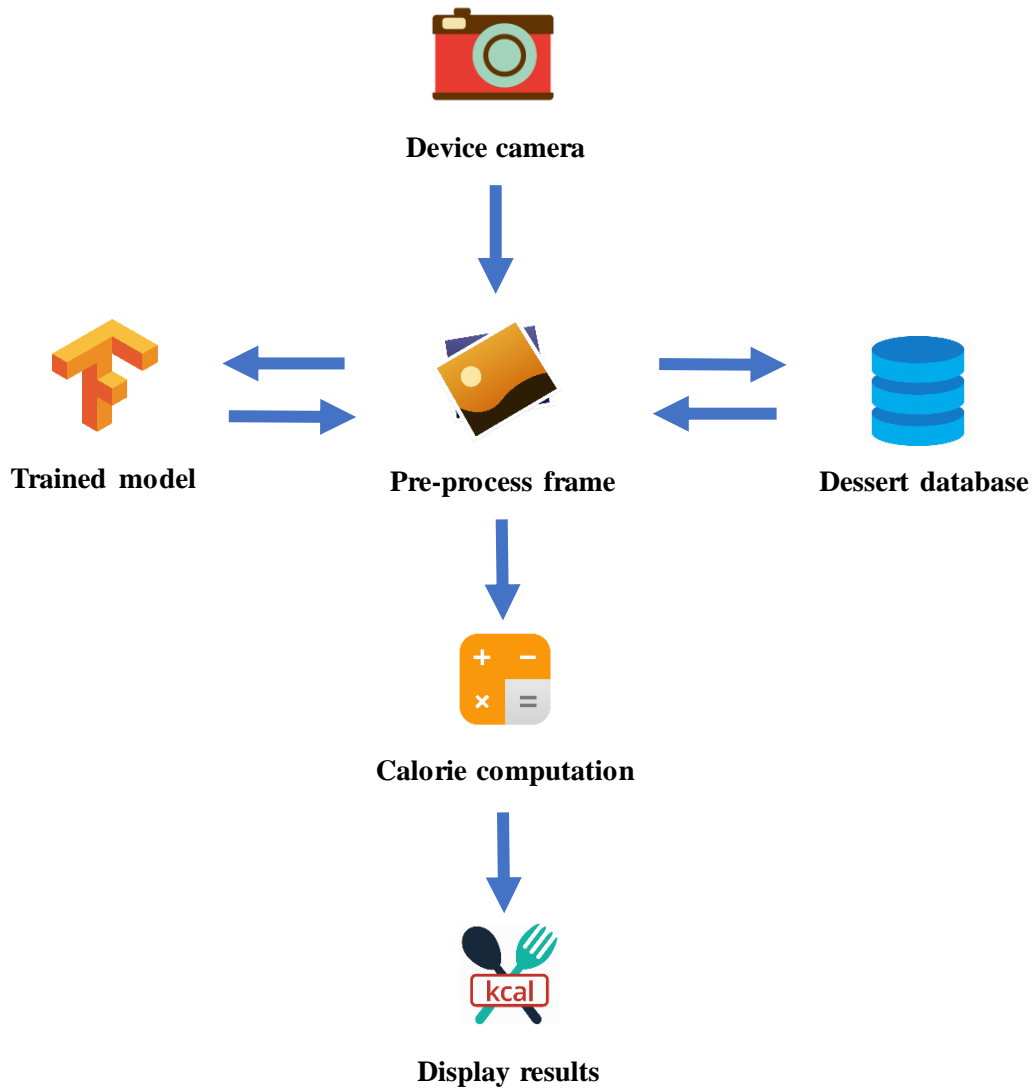 Device camera
Trained model
Pre-process frame
Dessert database
+ −
× =
Calorie computation
kcal
Display results